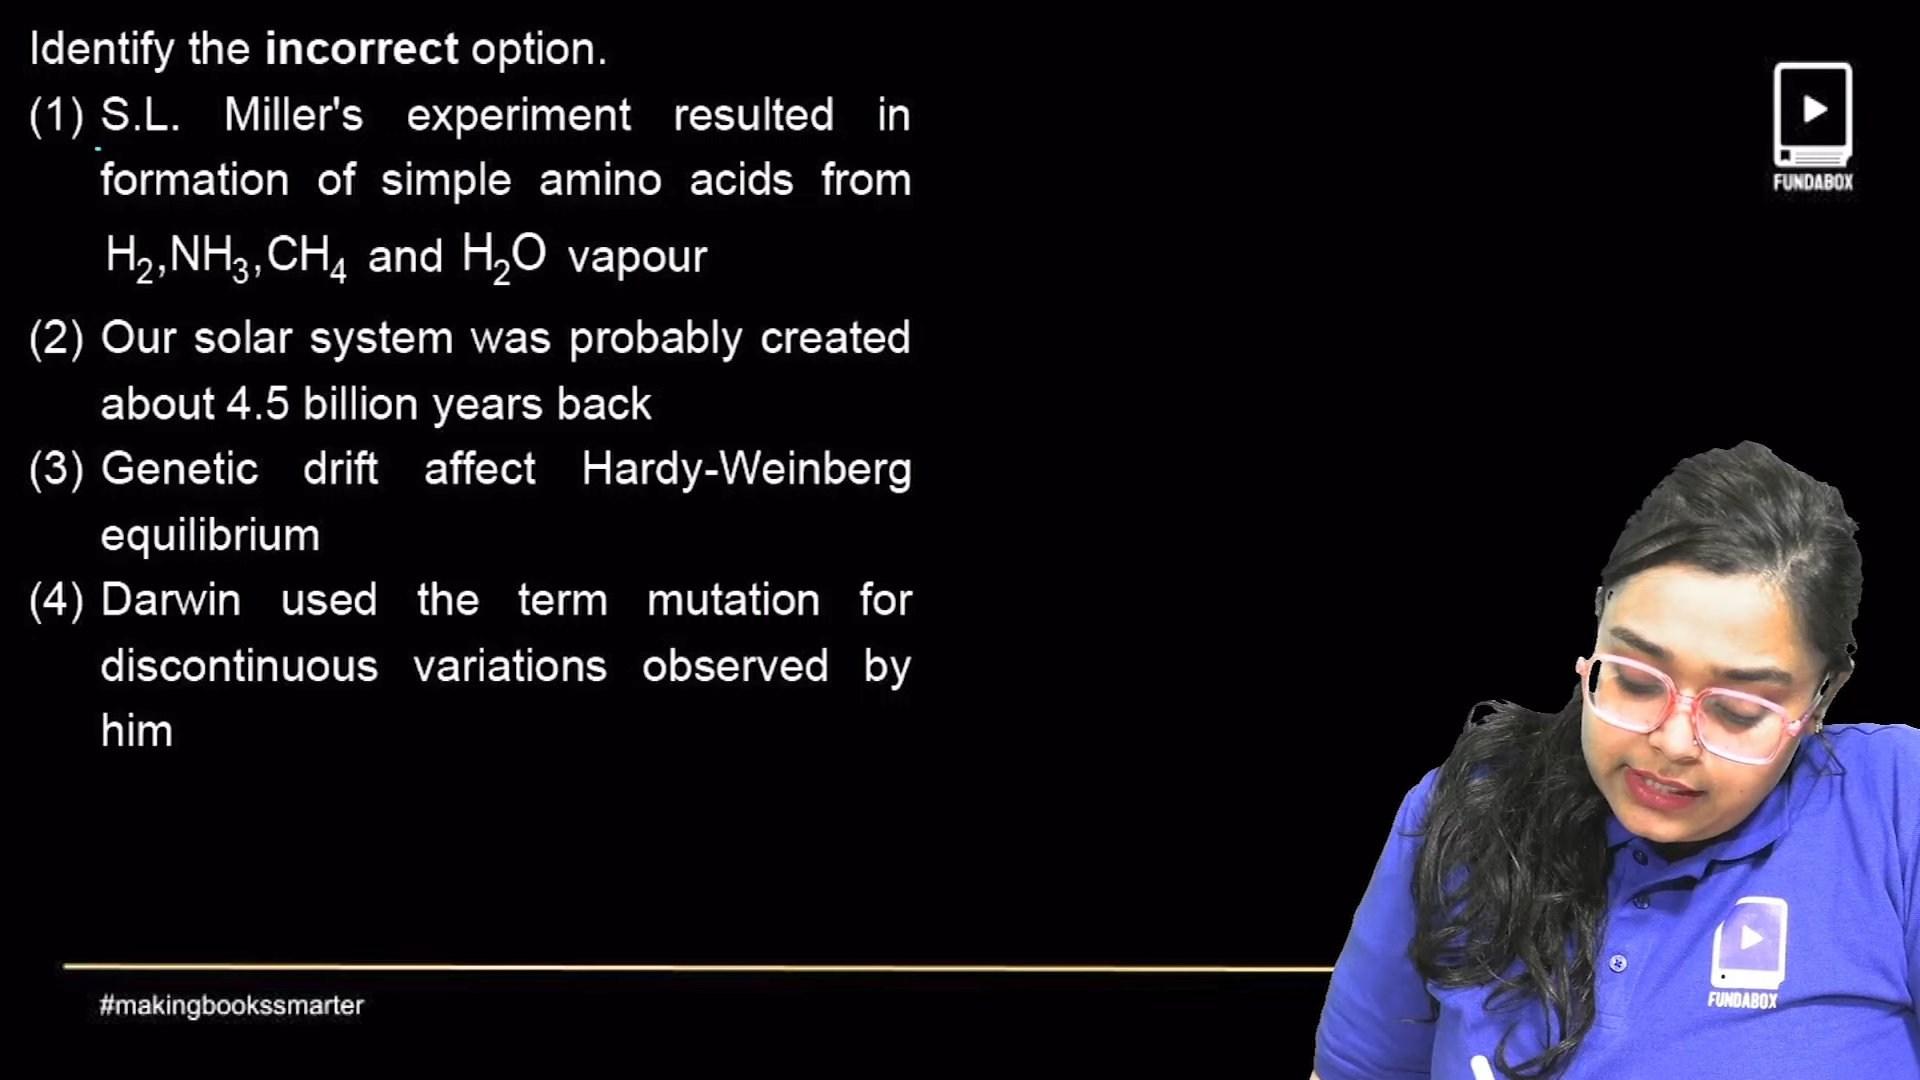 Identify the incorrect option.
(1) S.L. Miller's experiment resulted in
formation of simple amino acids from
H₂,NH₃,CH₄ and H₂O vapour
(2) Our solar system was probably created
about 4.5 billion years back
(3) Genetic drift affect Hardy-Weinberg
equilibrium
(4) Darwin used the term mutation for
discontinuous variations observed by
him
FUNDABOX
FUNDABOX
#makingbookssmarter